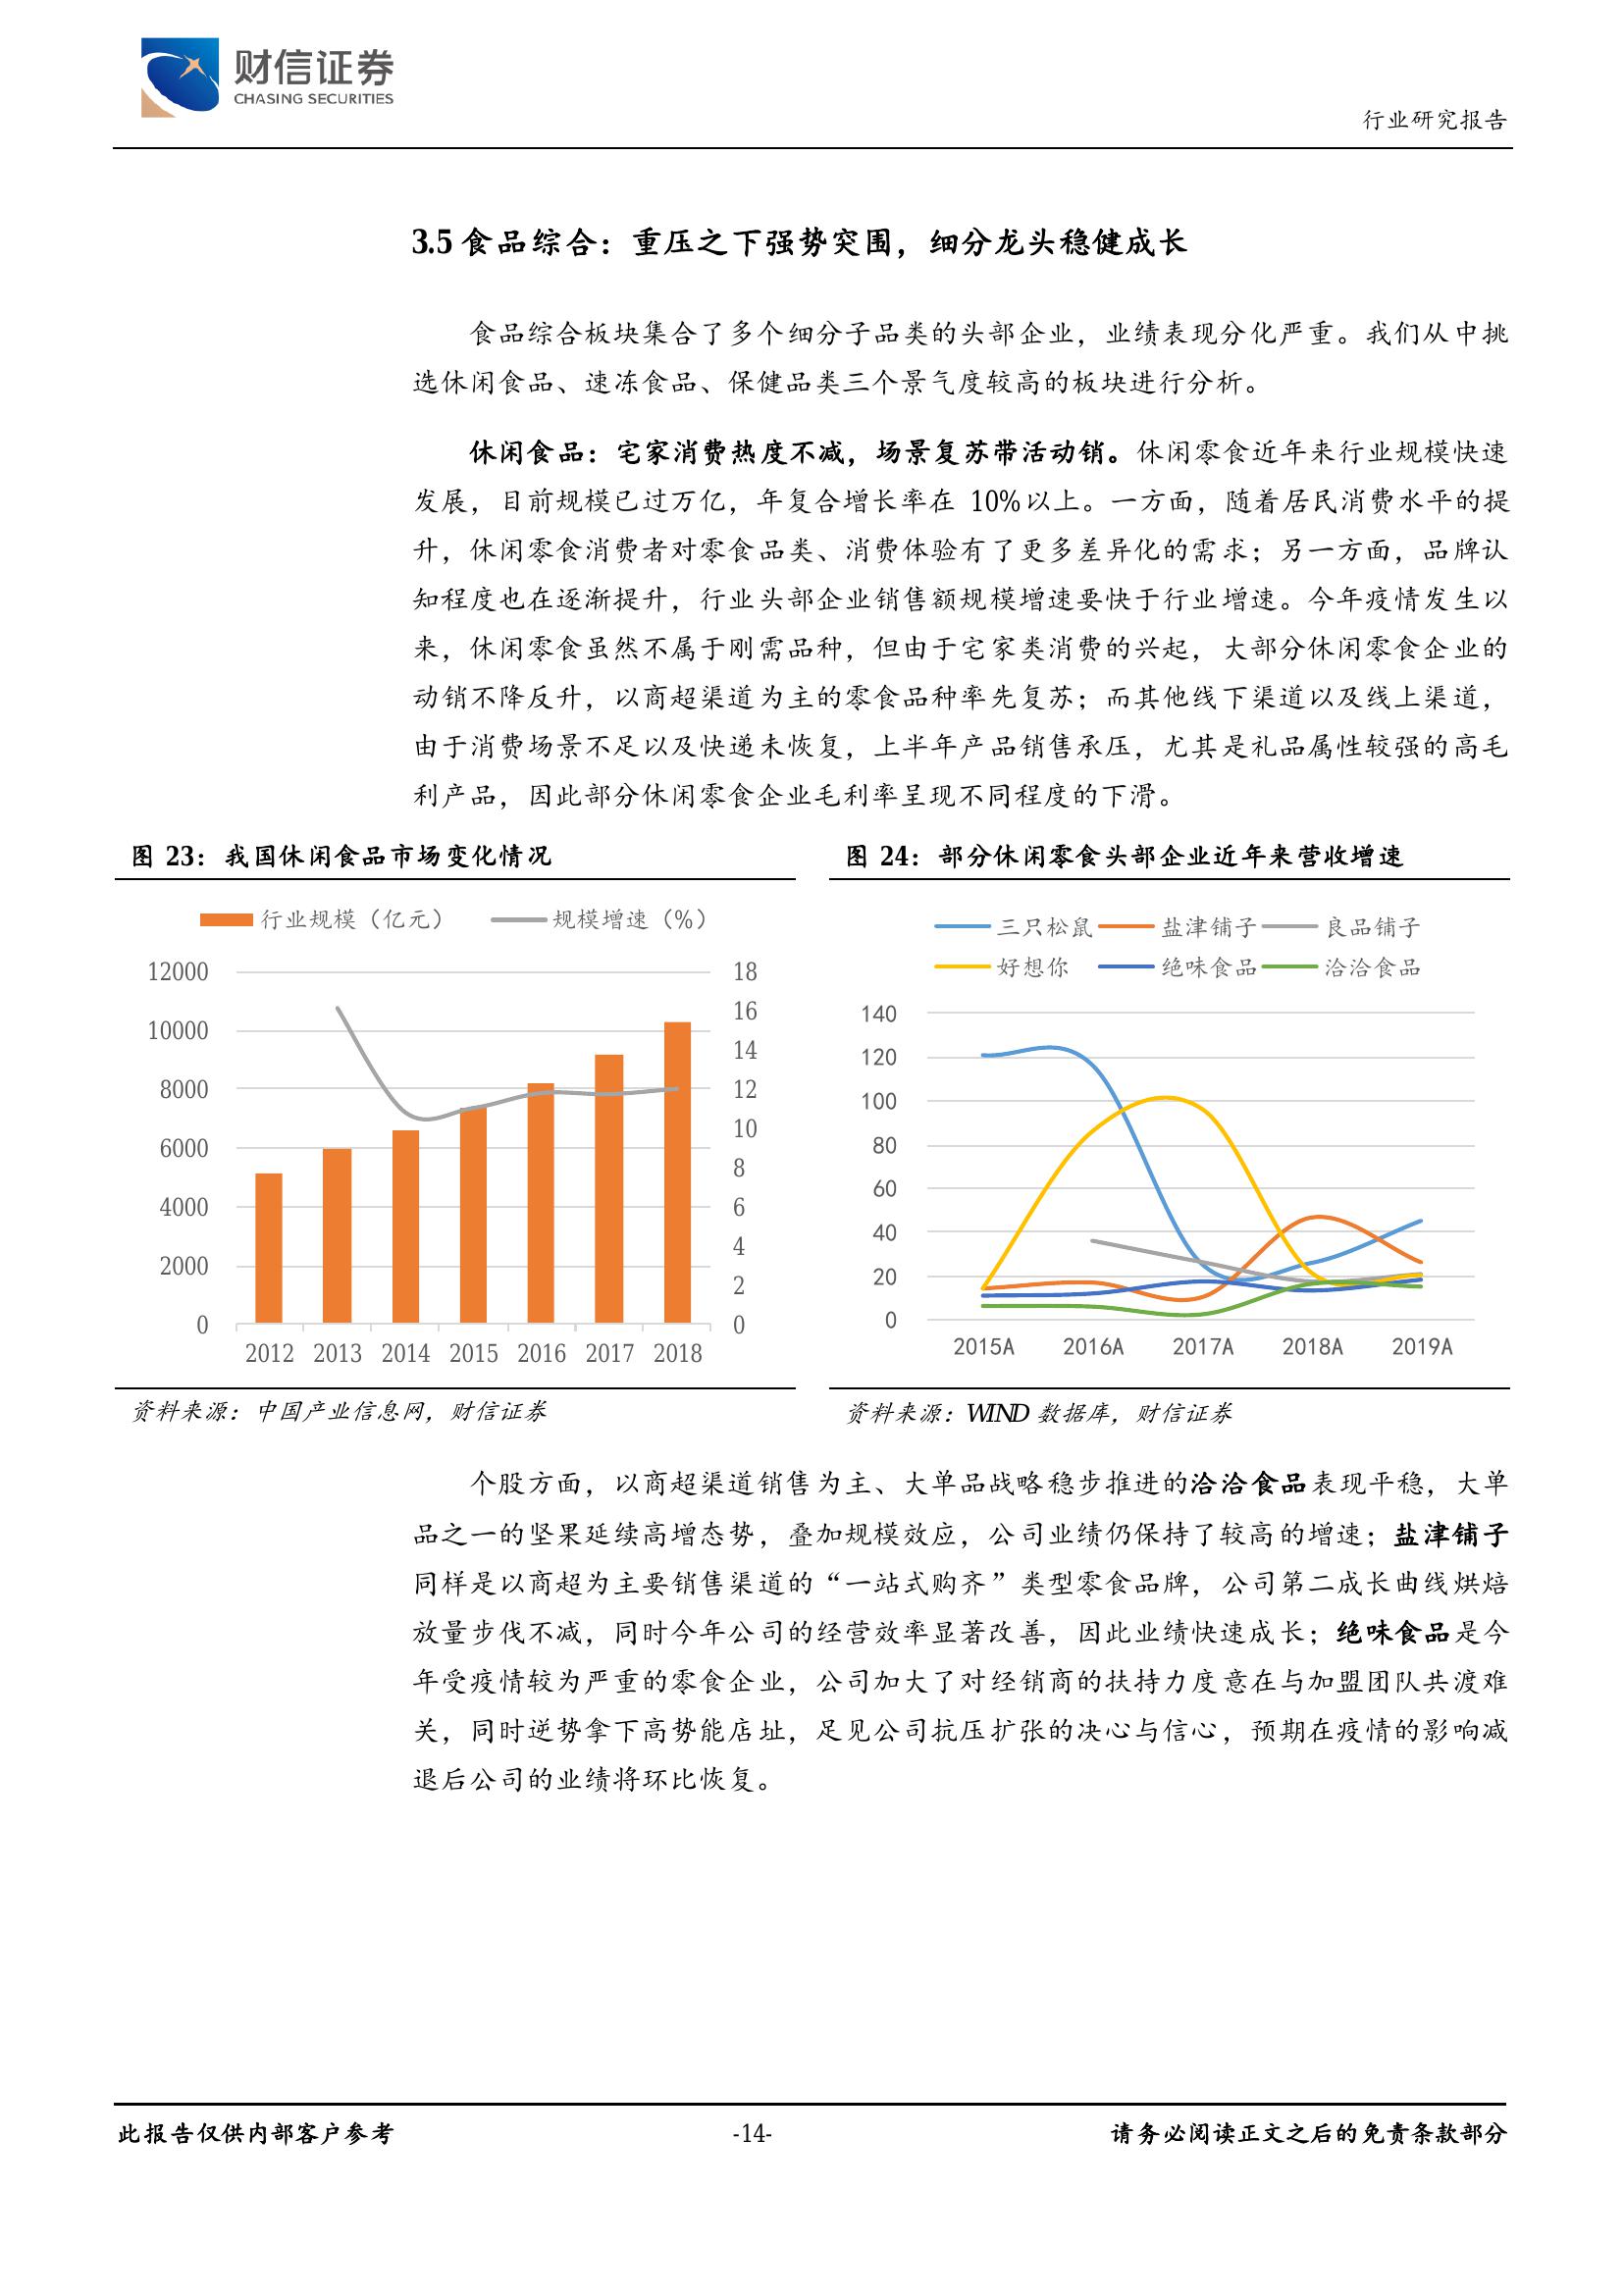 财信证券
CHASING SECURITIES
行业研究报告
3.5 食品综合：重压之下强势突围，细分龙头稳健成长
食品综合板块集合了多个细分子品类的头部企业，业绩表现分化严重。我们从中挑
选休闲食品、速冻食品、保健品类三个景气度较高的板块进行分析。
休闲食品：宅家消费热度不减，场景复苏带活动销。休闲零食近年来行业规模快速
发展，目前规模已过万亿，年复合增长率在 10%以上。一方面，随着居民消费水平的提
升，休闲零食消费者对零食品类、消费体验有了更多差异化的需求；另一方面，品牌认
知程度也在逐渐提升，行业头部企业销售额规模增速要快于行业增速。今年疫情发生以
来，休闲零食虽然不属于刚需品种，但由于宅家类消费的兴起，大部分休闲零食企业的
动销不降反升，以商超渠道为主的零食品种率先复苏；而其他线下渠道以及线上渠道，
由于消费场景不足以及快递未恢复，上半年产品销售承压，尤其是礼品属性较强的高毛
利产品，因此部分休闲零食企业毛利率呈现不同程度的下滑。
图 23：我国休闲食品市场变化情况
行业规模（亿元） 规模增速（%）
12000 18
16
10000
14
8000 12
10
6000
8
4000 6
4
2000
2
0 0
2012 2013 2014 2015 2016 2017 2018
资料来源：中国产业信息网，财信证券
图 24：部分休闲零食头部企业近年来营收增速
三只松鼠 盐津铺子 良品铺子
好想你 绝味食品 洽洽食品
140
120
100
80
60
40
20
0
2015A 2016A 2017A 2018A 2019A
资料来源：WIND 数据库，财信证券
个股方面，以商超渠道销售为主、大单品战略稳步推进的洽洽食品表现平稳，大单
品之一的坚果延续高增态势，叠加规模效应，公司业绩仍保持了较高的增速；盐津铺子
同样是以商超为主要销售渠道的“一站式购齐”类型零食品牌，公司第二成长曲线烘焙
放量步伐不减，同时今年公司的经营效率显著改善，因此业绩快速成长；绝味食品是今
年受疫情较为严重的零食企业，公司加大了对经销商的扶持力度意在与加盟团队共渡难
关，同时逆势拿下高势能店址，足见公司抗压扩张的决心与信心，预期在疫情的影响减
退后公司的业绩将环比恢复。
此报告仅供内部客户参考 -14- 请务必阅读正文之后的免责条款部分